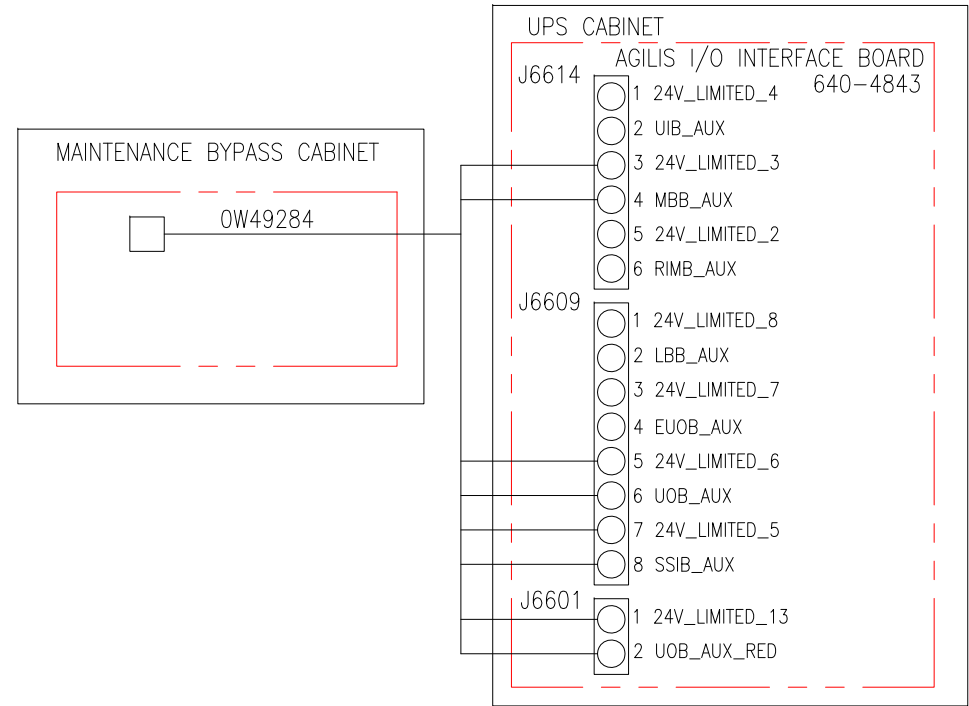 UPS CABINET
AGILIS I/O INTERFACE BOARD
640-4843
J6614
1 24V_LIMITED_4
2 UIB_AUX
3 24V_LIMITED_3
4 MBB_AUX
5 24V_LIMITED_2
6 RIMB_AUX
MAINTENANCE BYPASS CABINET
0W49284
J6609
1 24V_LIMITED_8
2 LBB_AUX
3 24V_LIMITED_7
4 EUOB_AUX
5 24V_LIMITED_6
6 UOB_AUX
7 24V_LIMITED_5
8 SSIB_AUX
J6601
1 24V_LIMITED_13
2 UOB_AUX_RED